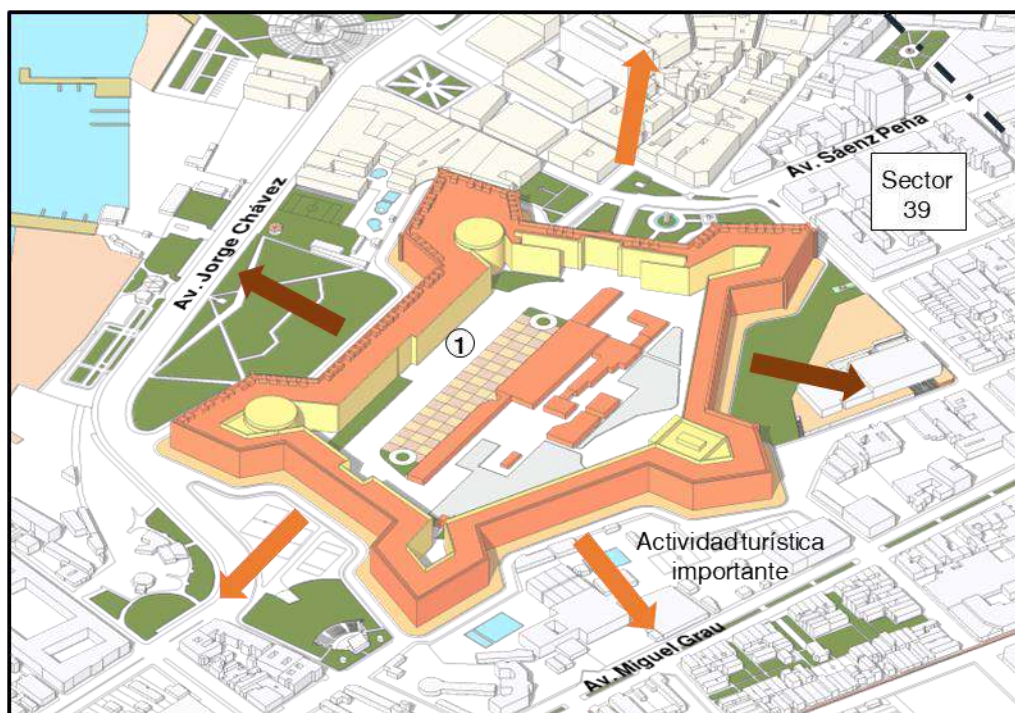 Av. Sáenz Peña
Sector
39
Av. Jorge Chávez
1
Actividad turística
importante
Av. Miguel Grau